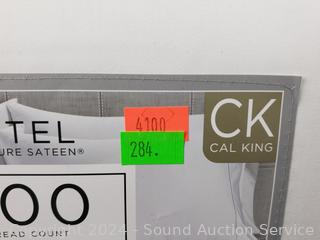 4100
284.
CK
CAL KING
TEL
URE SATEEN®
00
READ COUNT
© Copyright 2024 - Sound Auction Service